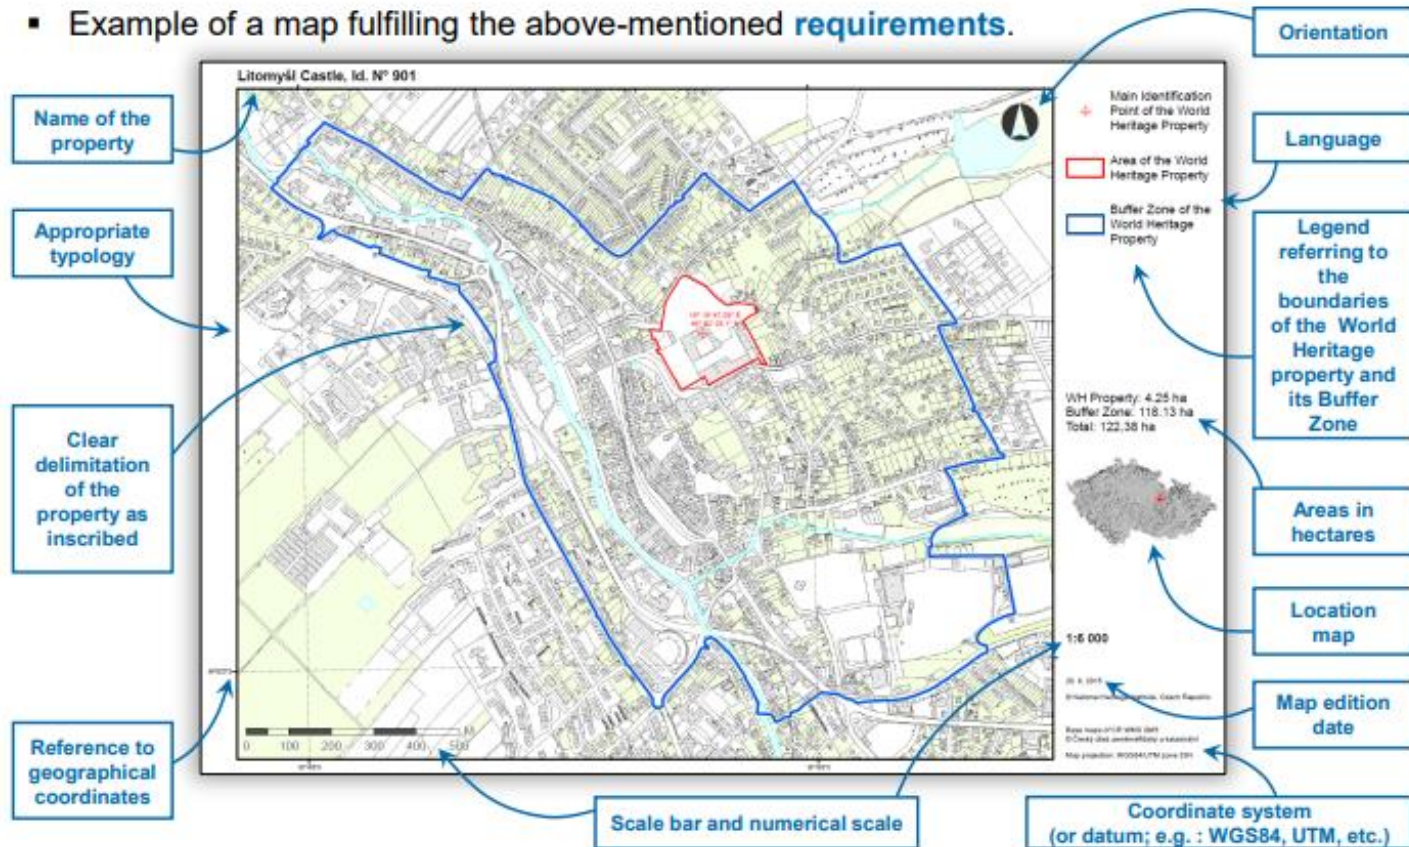 ▪ Example of a map fulfilling the above-mentioned requirements.
Orientation
Litomyšl Castle, Id. N° 901
Name of the
property
Main Identification
Point of the World
Heritage Property
Language
Area of the World
Heritage Property
Appropriate
typology
Buffer Zone of the
World Heritage
Property
Legend
referring to
the
boundaries
of the World
Heritage
property and
its Buffer
Zone
WH Property: 4.25 ha
Buffer Zone: 118.13 ha
Total: 122.38 ha
Clear
delimitation
of the
property as
inscribed
Areas in
hectares
Location
map
1:6 000
Map edition
date
Reference to
geographical
coordinates
0 100 200 300 400 500
M
Scale bar and numerical scale
Coordinate system
(or datum; e.g. : WGS84, UTM, etc.)